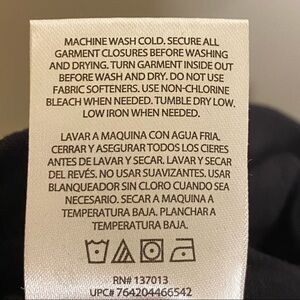 MACHINE WASH COLD. SECURE ALL
GARMENT CLOSURES BEFORE WASHING
AND DRYING. TURN GARMENT INSIDE OUT
BEFORE WASH AND DRY. DO NOT USE
FABRIC SOFTENERS. USE NON-CHLORINE
BLEACH WHEN NEEDED. TUMBLE DRY LOW.
LOW IRON WHEN NEEDED.
LAVAR A MAQUINA CON AGUA FRIA.
CERRAR Y ASEGURAR TODOS LOS CIERES
ANTES DE LAVAR Y SECAR. LAVAR Y SECAR
DEL REVÉS. NO USAR SUAVIZANTES. USAR
BLANQUEADOR SIN CLORO CUANDO SEA
NECESARIO. SECAR A MAQUINA A
TEMPERATURA BAJA. PLANCHAR A
TEMPERATURA BAJA.
RN# 137013
UPC# 764204466542